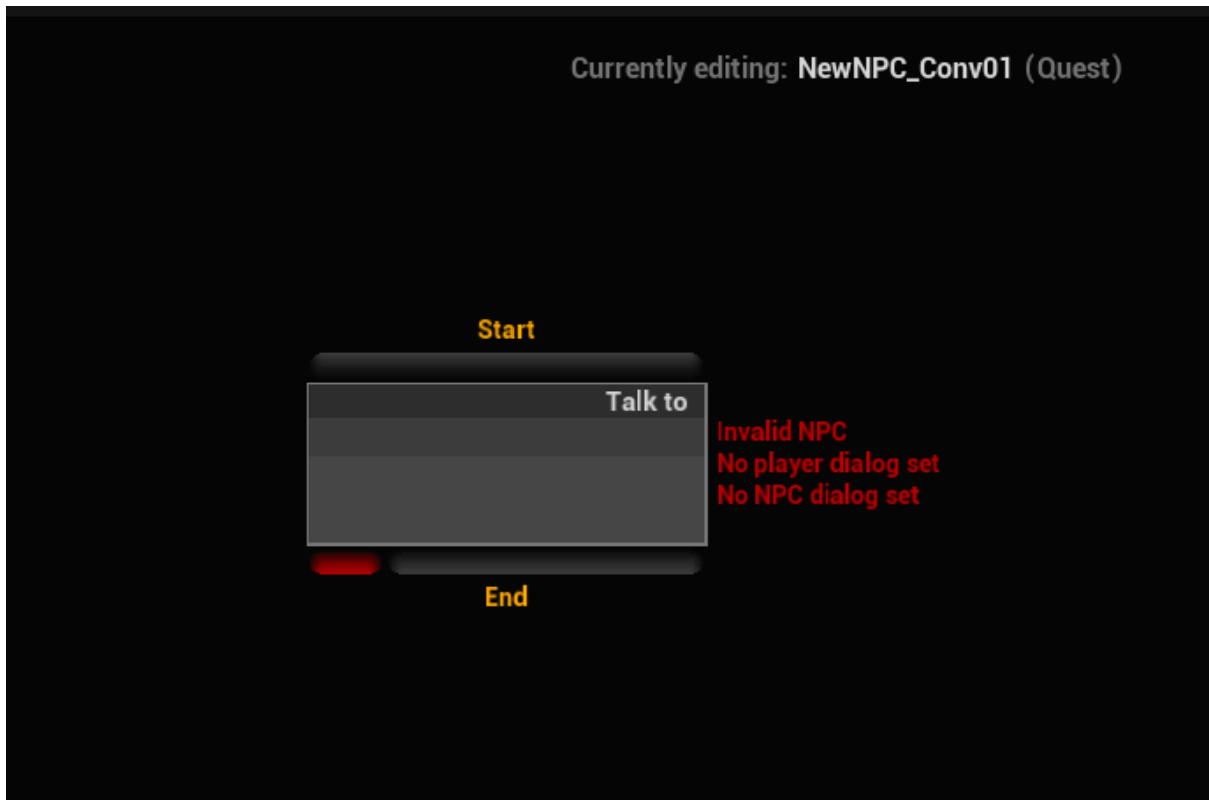 Currently editing: NewNPC_Conv01 (Quest)
Start
Talk to
Invalid NPC
No player dialog set
No NPC dialog set
End